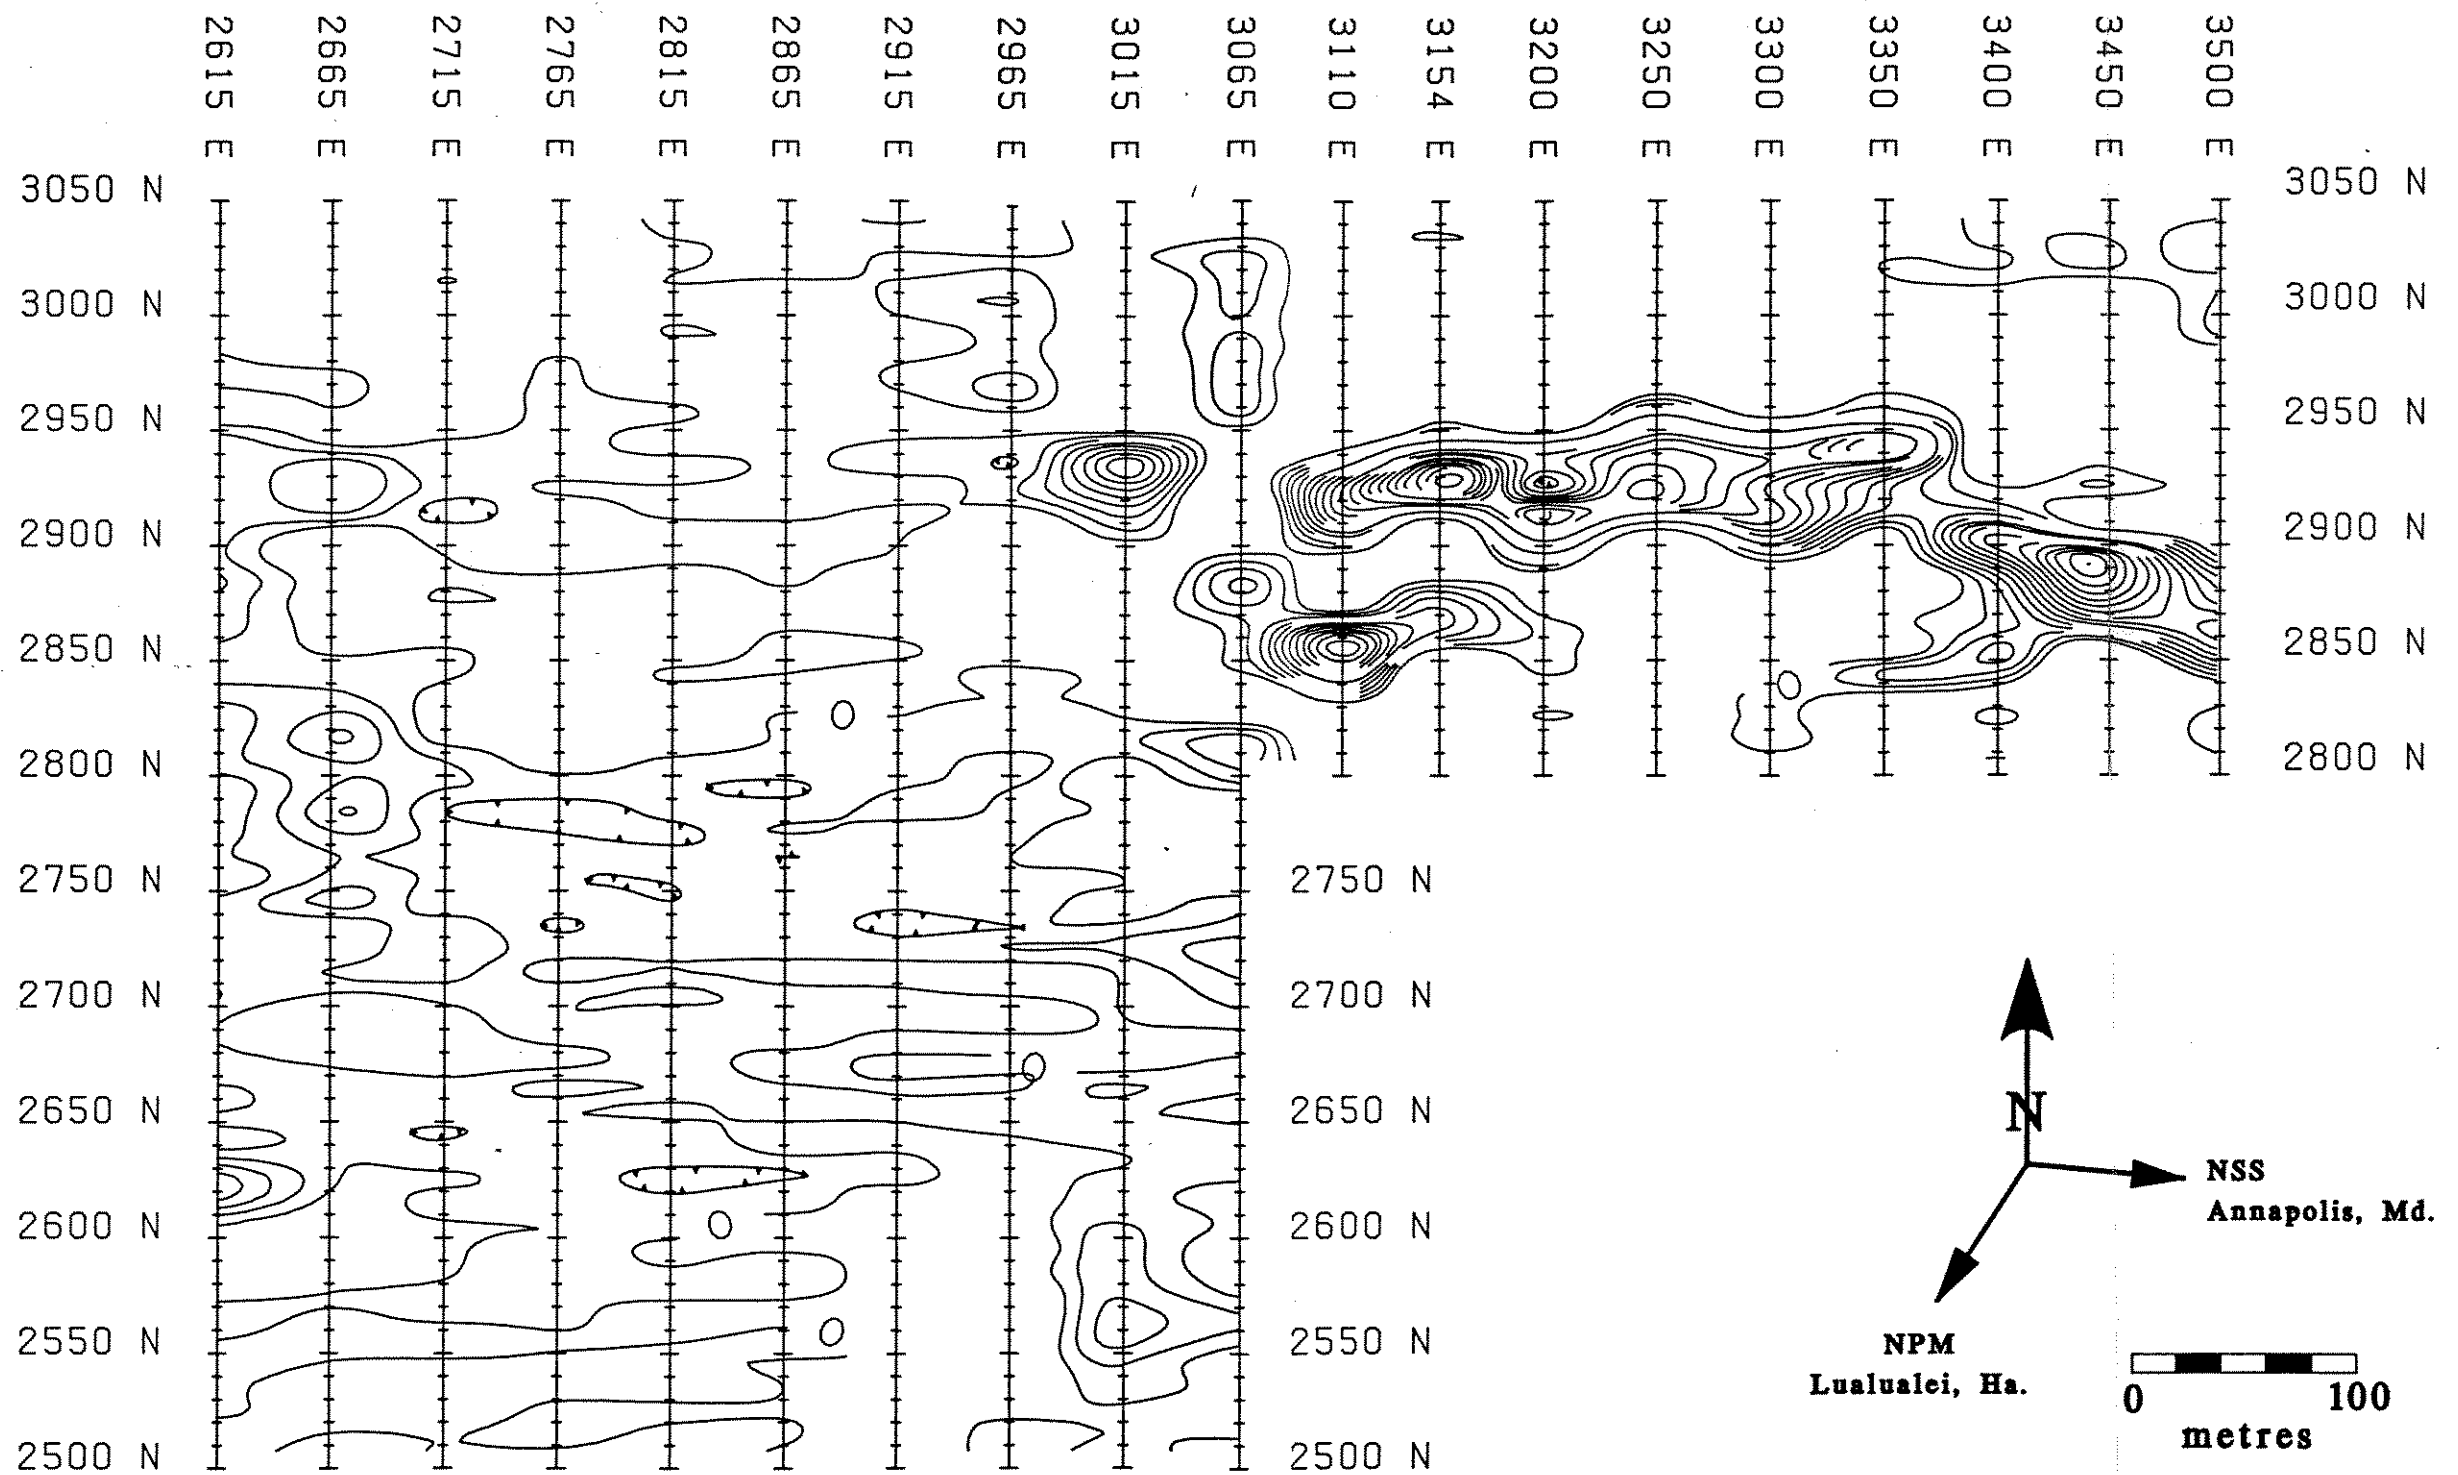 2615 E
2665 E
2715 E
2765 E
2815 E
2865 E
2915 E
2965 E
3015 E
3065 E
3110 E
3154 E
3200 E
3250 E
3300 E
3350 E
3400 E
3450 E
3500 E
3050 N
3050 N
3000 N
3000 N
2950 N
2950 N
2900 N
2900 N
2850 N
2850 N
2800 N
2800 N
2750 N
2750 N
2700 N
2700 N
2650 N
2650 N
2600 N
2600 N
2550 N
2550 N
2500 N
2500 N
N
NSS
Annapolis, Md.
NPM
Lualualei, Ha.
0 100
metres